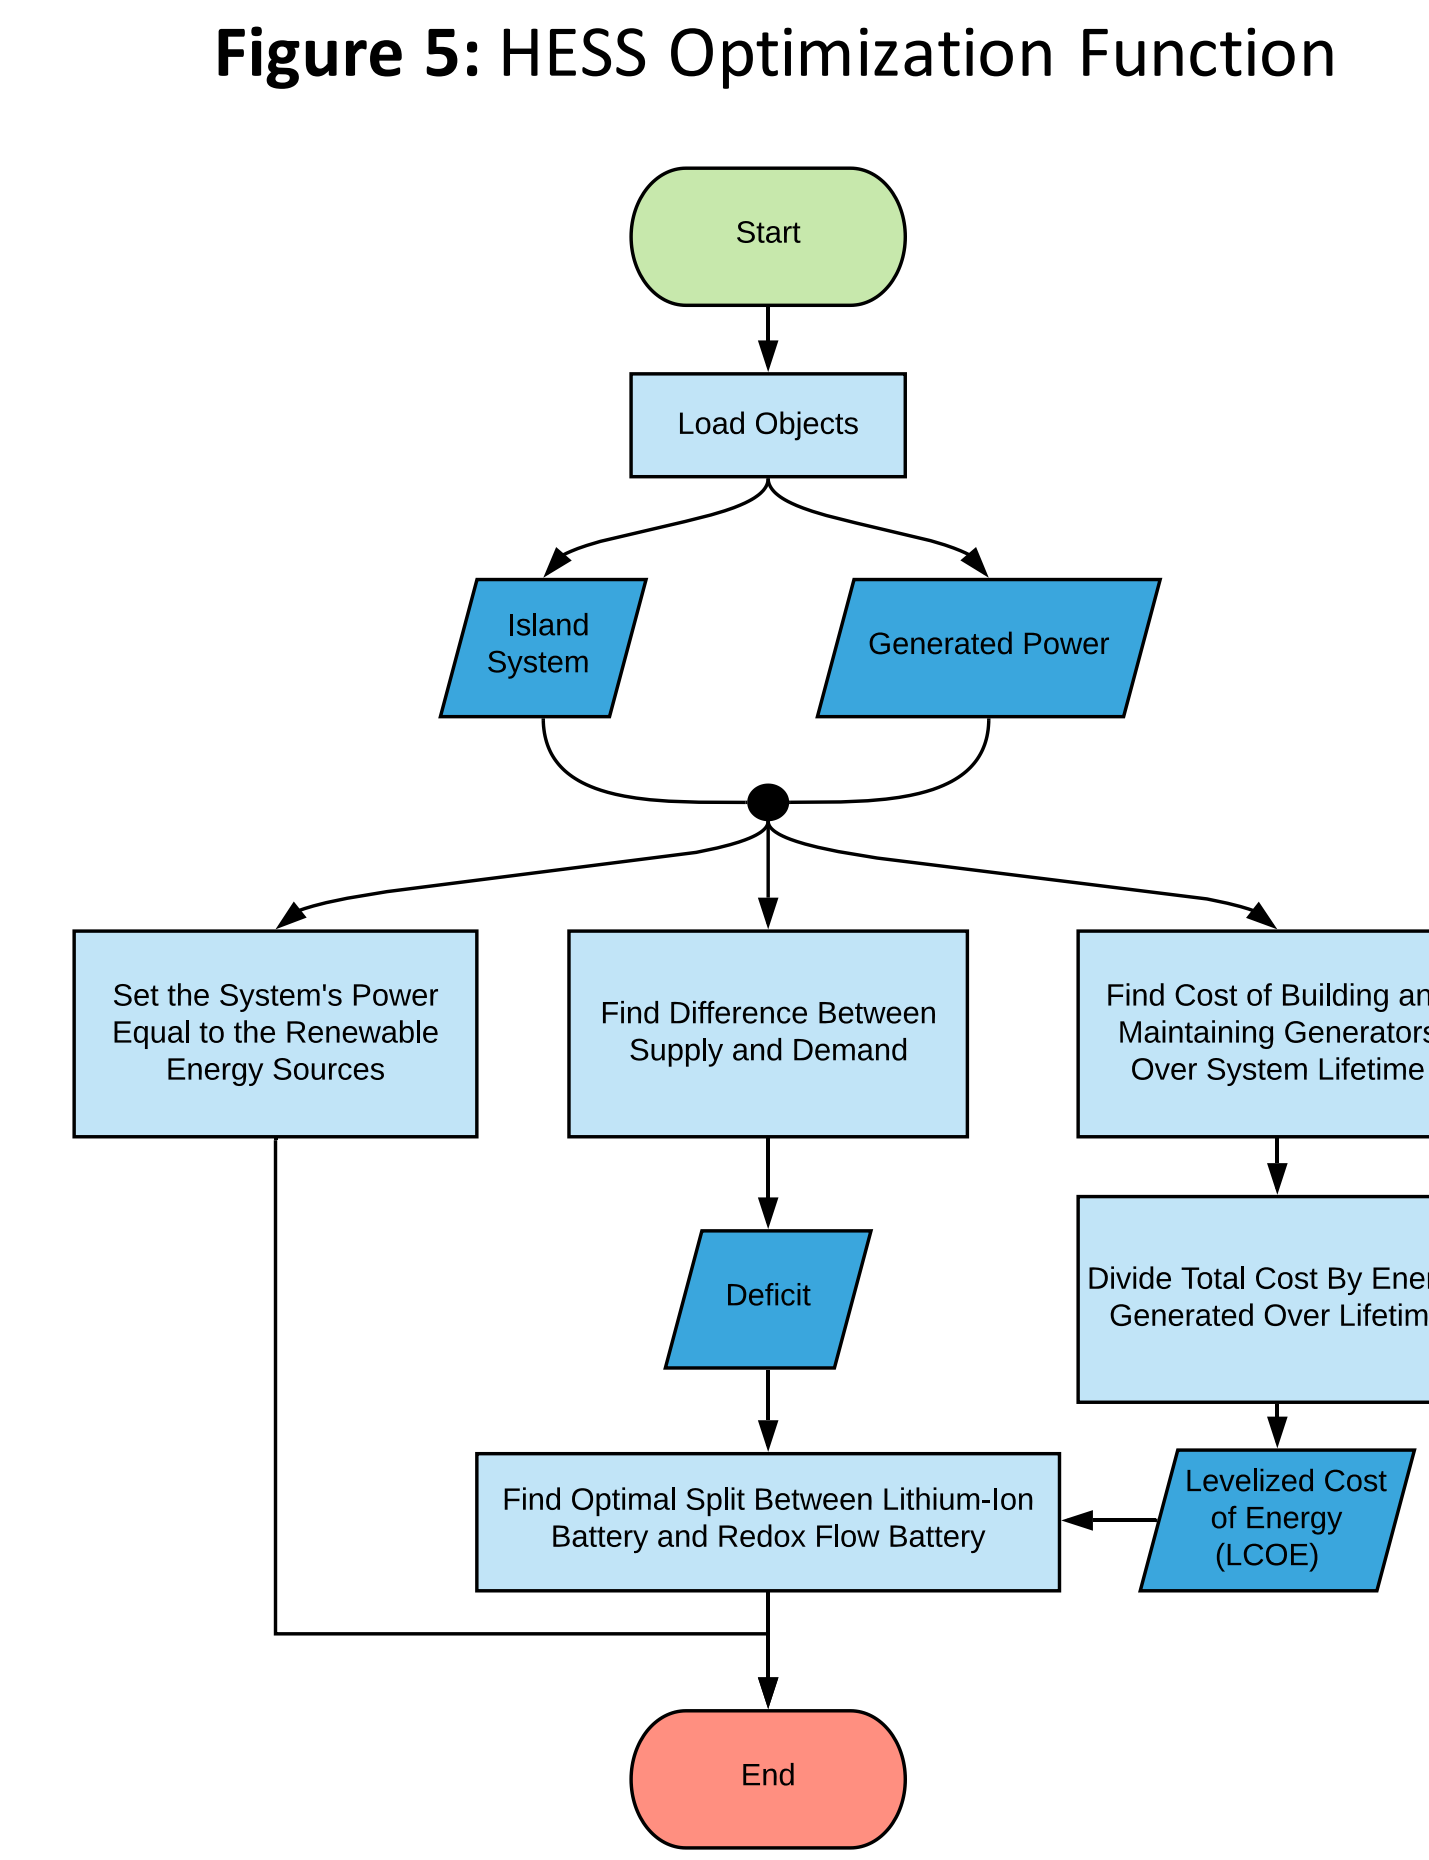 Figure 5: HESS Optimization Function
Start
Load Objects
Island
System
Generated Power
Set the System's Power
Equal to the Renewable
Energy Sources
Find Difference Between
Supply and Demand
Find Cost of Building
Maintaining Generators
Over System Lifetime
Divide Total Cost By
Generated Over
Deficit
Find Optimal Split Between Lithium-Ion
Battery and Redox Flow Battery
Levelized Cost
of Energy
(LCOE)
End